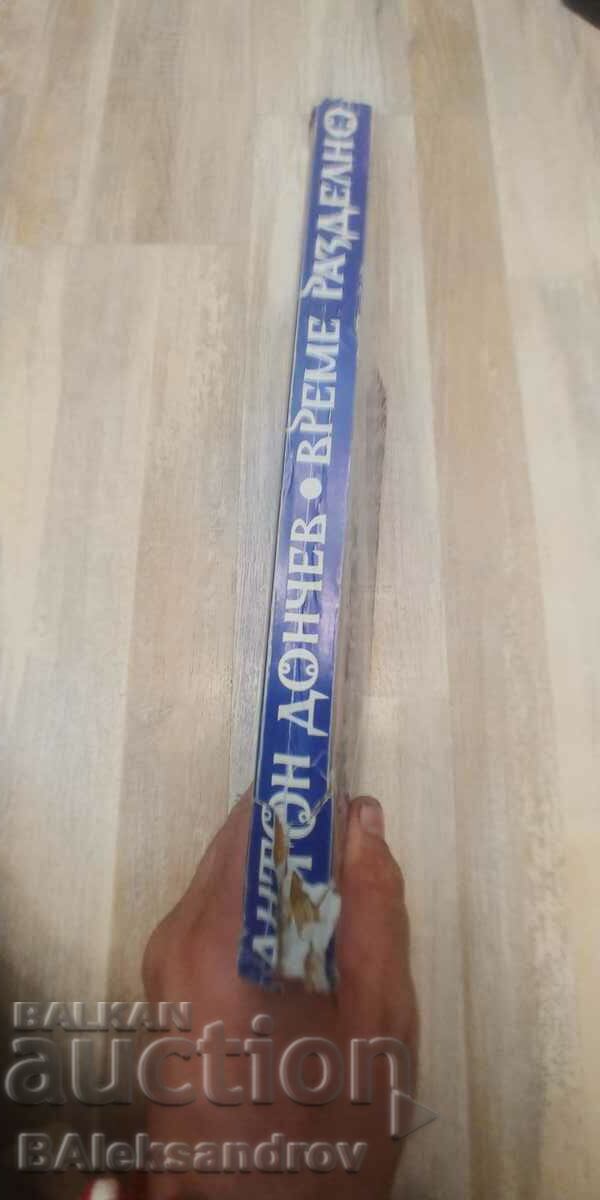 АНТОН ДОНЧЕВ • ВРЕМЕ РАЗДЕЛНО
BALKAN
auction
BAleksandrov